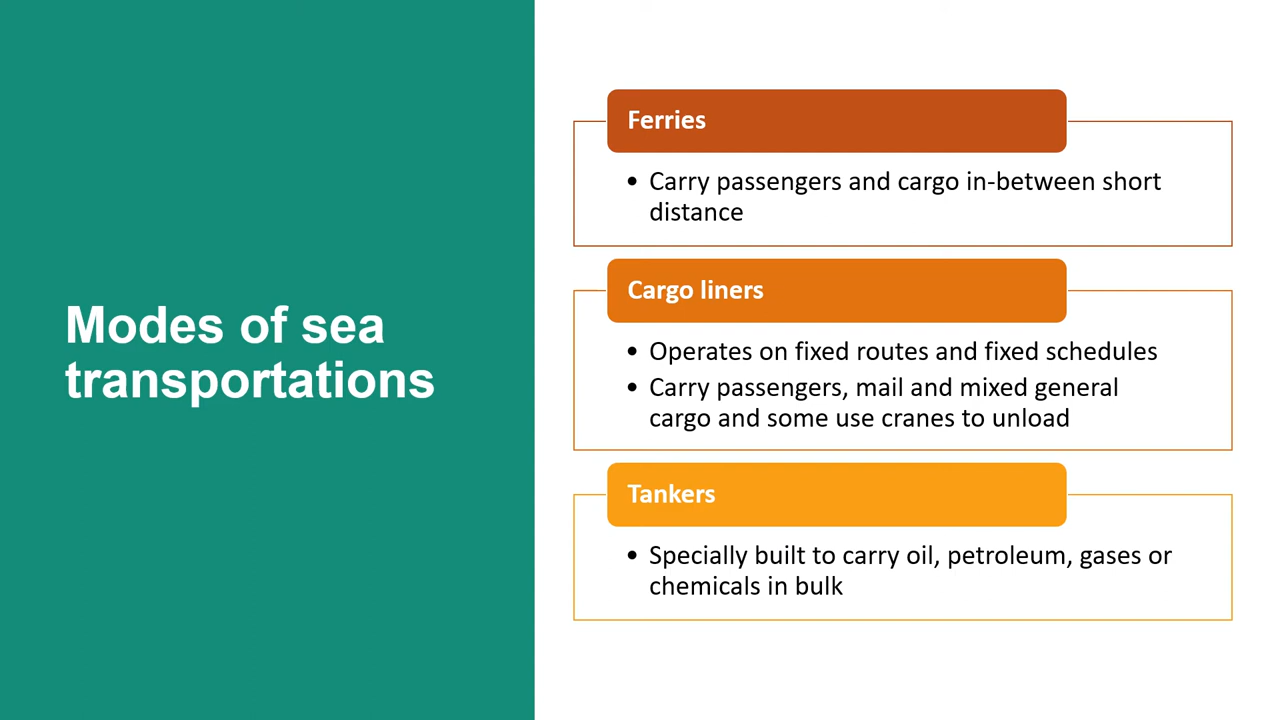 Modes of sea
transportations
Ferries
• Carry passengers and cargo in-between short
distance
Cargo liners
• Operates on fixed routes and fixed schedules
• Carry passengers, mail and mixed general
cargo and some use cranes to unload
Tankers
• Specially built to carry oil, petroleum, gases or
chemicals in bulk